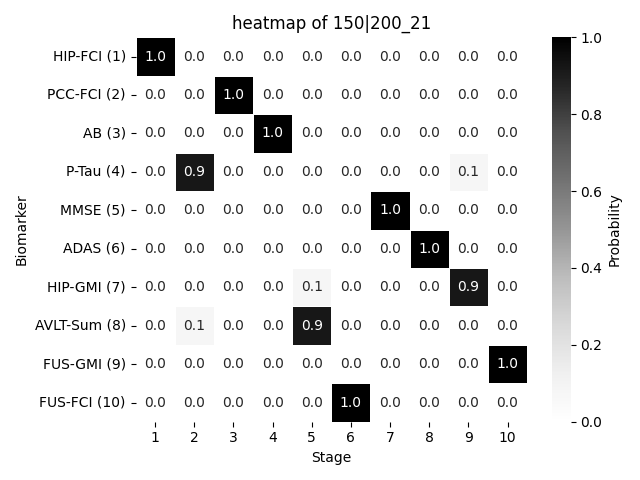 heatmap of 150|200_21
HIP-FCI (1) 1.0 0.0 0.0 0.0 0.0 0.0 0.0 0.0 0.0 0.0
PCC-FCI (2) 0.0 0.0 1.0 0.0 0.0 0.0 0.0 0.0 0.0 0.0
AB (3) 0.0 0.0 0.0 1.0 0.0 0.0 0.0 0.0 0.0 0.0
P-Tau (4) 0.0 0.9 0.0 0.0 0.0 0.0 0.0 0.0 0.1 0.0
MMSE (5) 0.0 0.0 0.0 0.0 0.0 0.0 1.0 0.0 0.0 0.0
ADAS (6) 0.0 0.0 0.0 0.0 0.0 0.0 0.0 1.0 0.0 0.0
HIP-GMI (7) 0.0 0.0 0.0 0.0 0.1 0.0 0.0 0.0 0.9 0.0
AVLT-Sum (8) 0.0 0.1 0.0 0.0 0.9 0.0 0.0 0.0 0.0 0.0
FUS-GMI (9) 0.0 0.0 0.0 0.0 0.0 0.0 0.0 0.0 0.0 1.0
FUS-FCI (10) 0.0 0.0 0.0 0.0 0.0 1.0 0.0 0.0 0.0 0.0
1 2 3 4 5 6 7 8 9 10
Stage
Biomarker
1.0
0.8
0.6
0.4
0.2
0.0
Probability